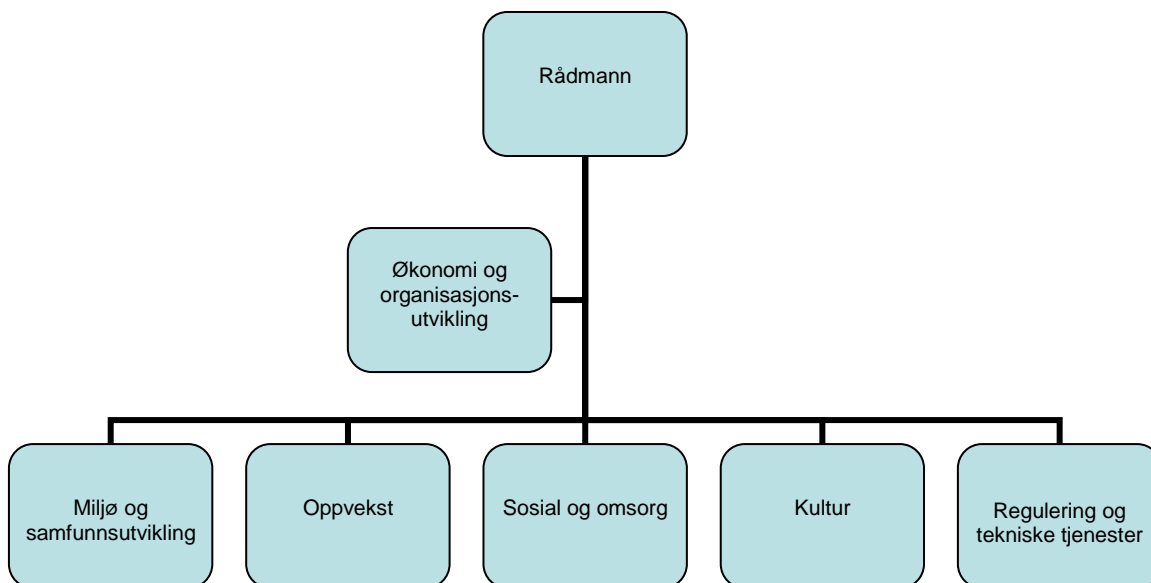 Rådmann
Økonomi og
organisasjons-
utvikling
Miljø og
samfunnsutvikling
Oppvekst
Sosial og omsorg
Kultur
Regulering og
tekniske tjenester